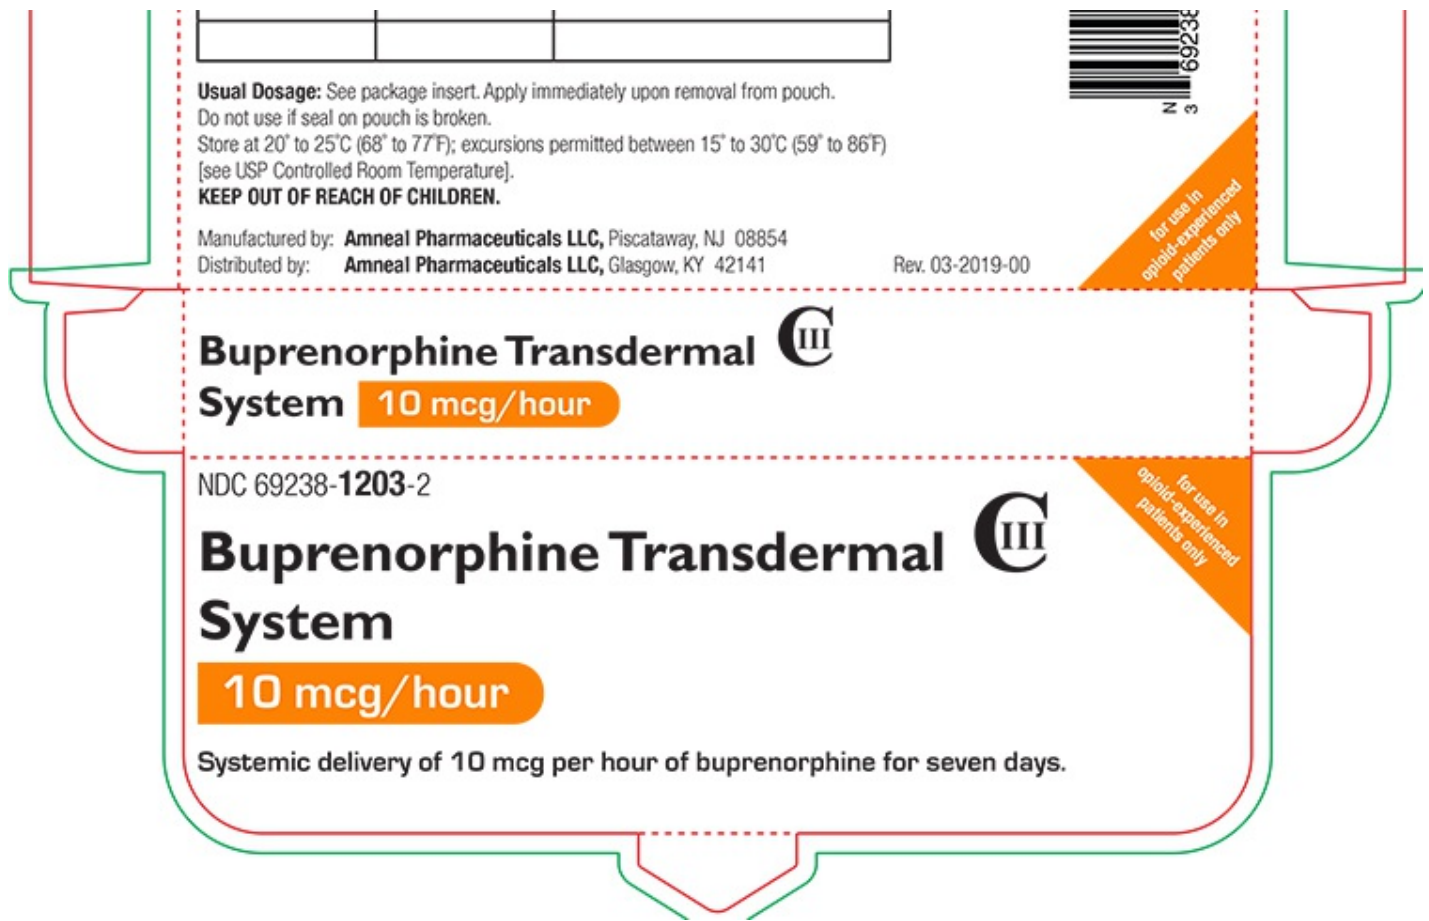 69238
N
3
Usual Dosage: See package insert. Apply immediately upon removal from pouch.
Do not use if seal on pouch is broken.
Store at 20° to 25°C (68° to 77°F); excursions permitted between 15° to 30°C (59° to 86°F)
[see USP Controlled Room Temperature].
KEEP OUT OF REACH OF CHILDREN.
Manufactured by: Amneal Pharmaceuticals LLC, Piscataway, NJ 08854
Distributed by: Amneal Pharmaceuticals LLC, Glasgow, KY 42141
Rev. 03-2019-00
for use in
opioid-experienced
patients only
Buprenorphine Transdermal CIII
System 10 mcg/hour
NDC 69238-1203-2
for use in
opioid-experienced
patients only
Buprenorphine Transdermal CIII
System
10 mcg/hour
Systemic delivery of 10 mcg per hour of buprenorphine for seven days.